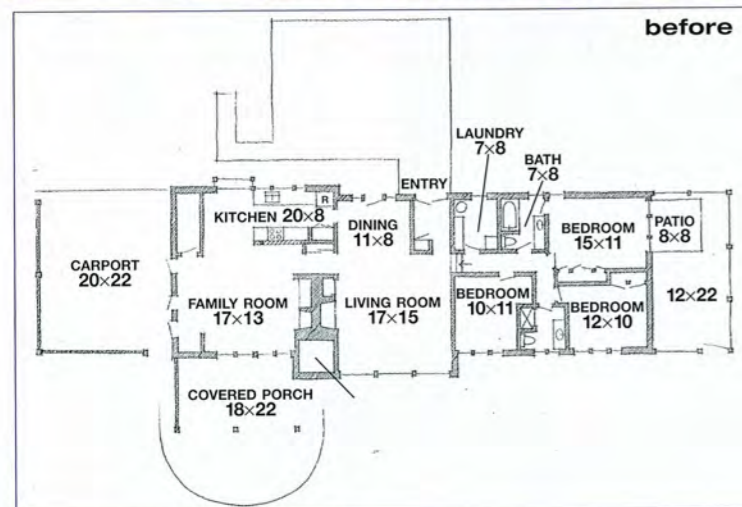 before
LAUNDRY
7×8
BATH
7×8
ENTRY
R
KITCHEN 20×8
DINING
11×8
BEDROOM
15×11
PATIO
8×8
CARPORT
20×22
FAMILY ROOM
17×13
LIVING ROOM
17×15
BEDROOM
10×11
BEDROOM
12×10
12×22
COVERED PORCH
18×22